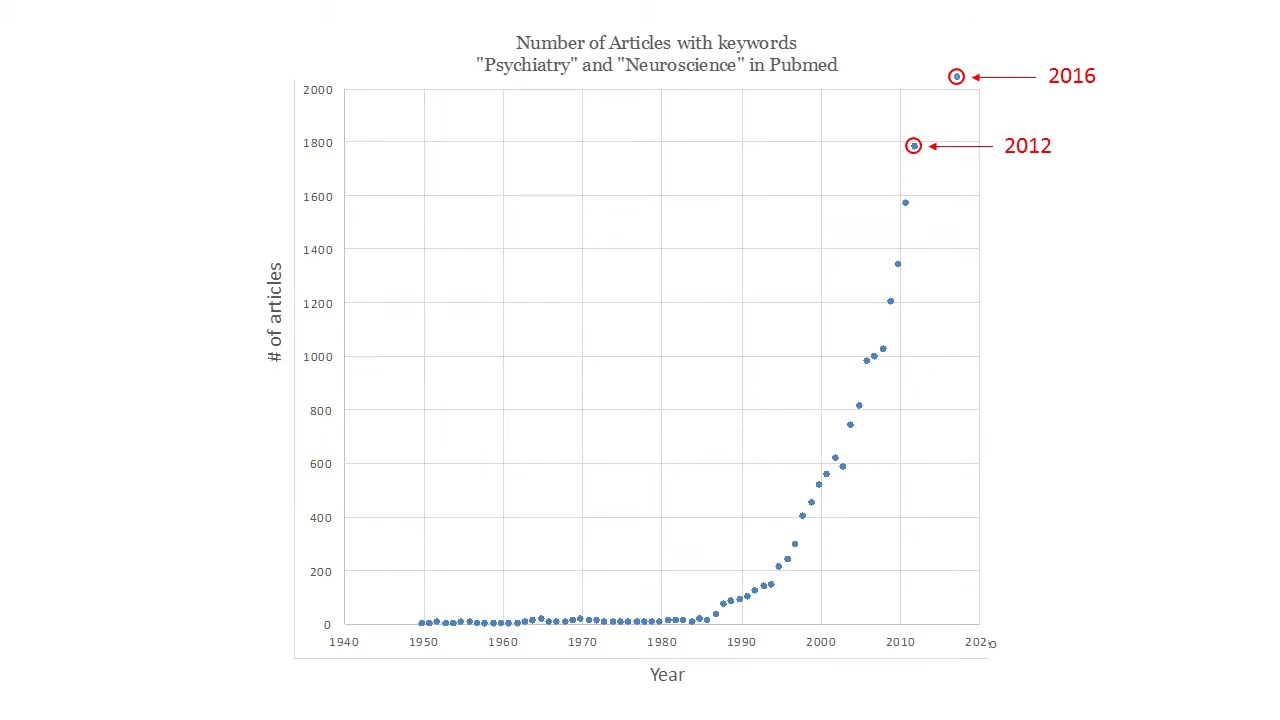 Number of Articles with keywords
"Psychiatry" and "Neuroscience" in Pubmed
2016
2000
1800
2012
1600
1400
1200
# of articles
1000
800
600
400
200
0
1940 1950 1960 1970 1980 1990 2000 2010 202
Year